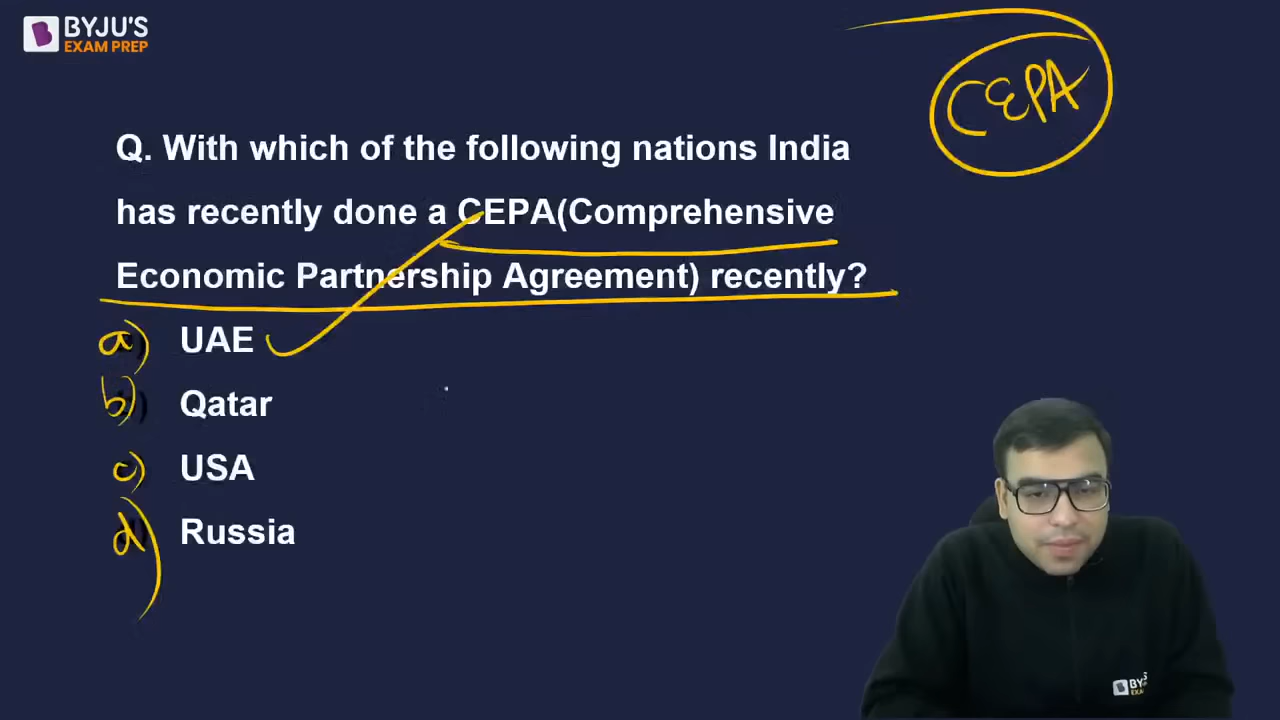 BYJU'S
EXAM PREP
CEPA
Q. With which of the following nations India
has recently done a CEPA(Comprehensive
Economic Partnership Agreement) recently?
a) UAE
b) Qatar
c) USA
d) Russia